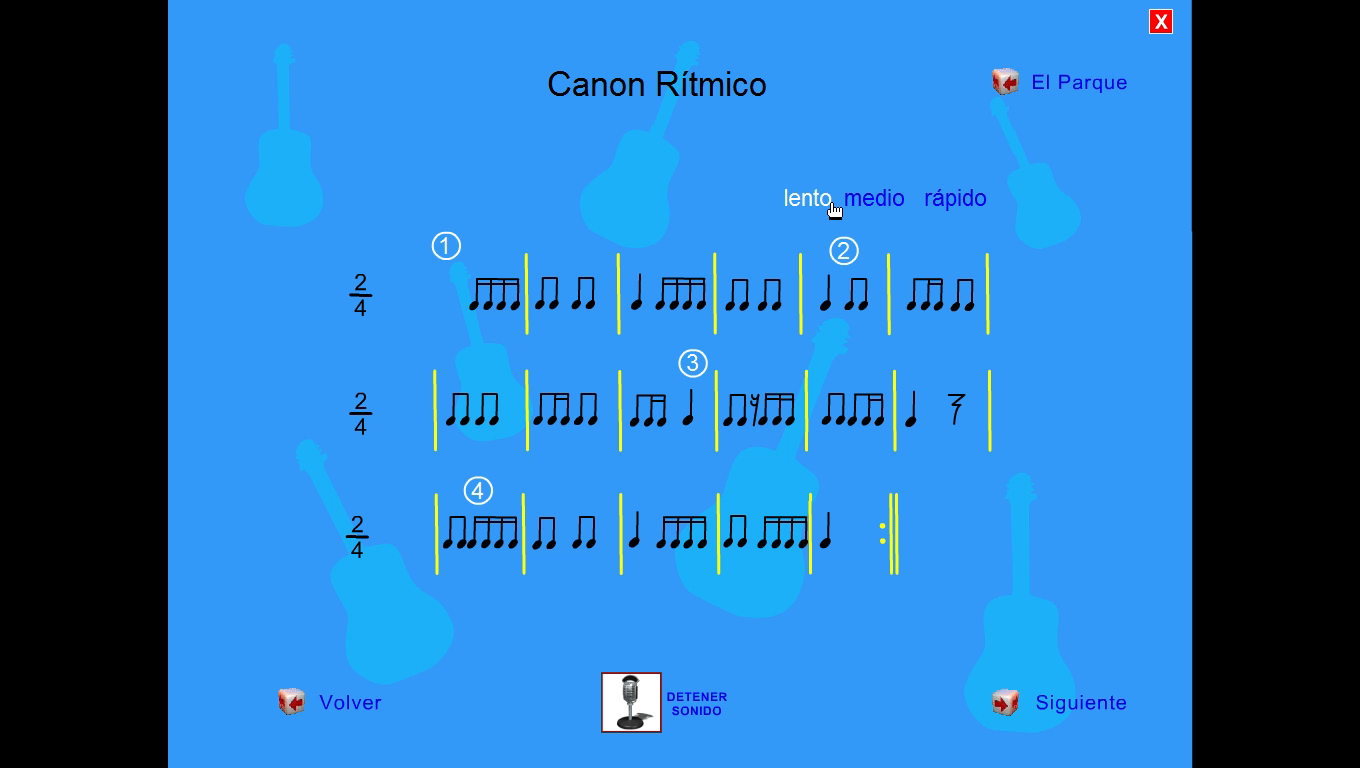 X
Canon Rítmico
El Parque
lento medio rápido
1 2
2
4
3
2
4
4
2
4
Volver
DETENER
SONIDO
Siguiente